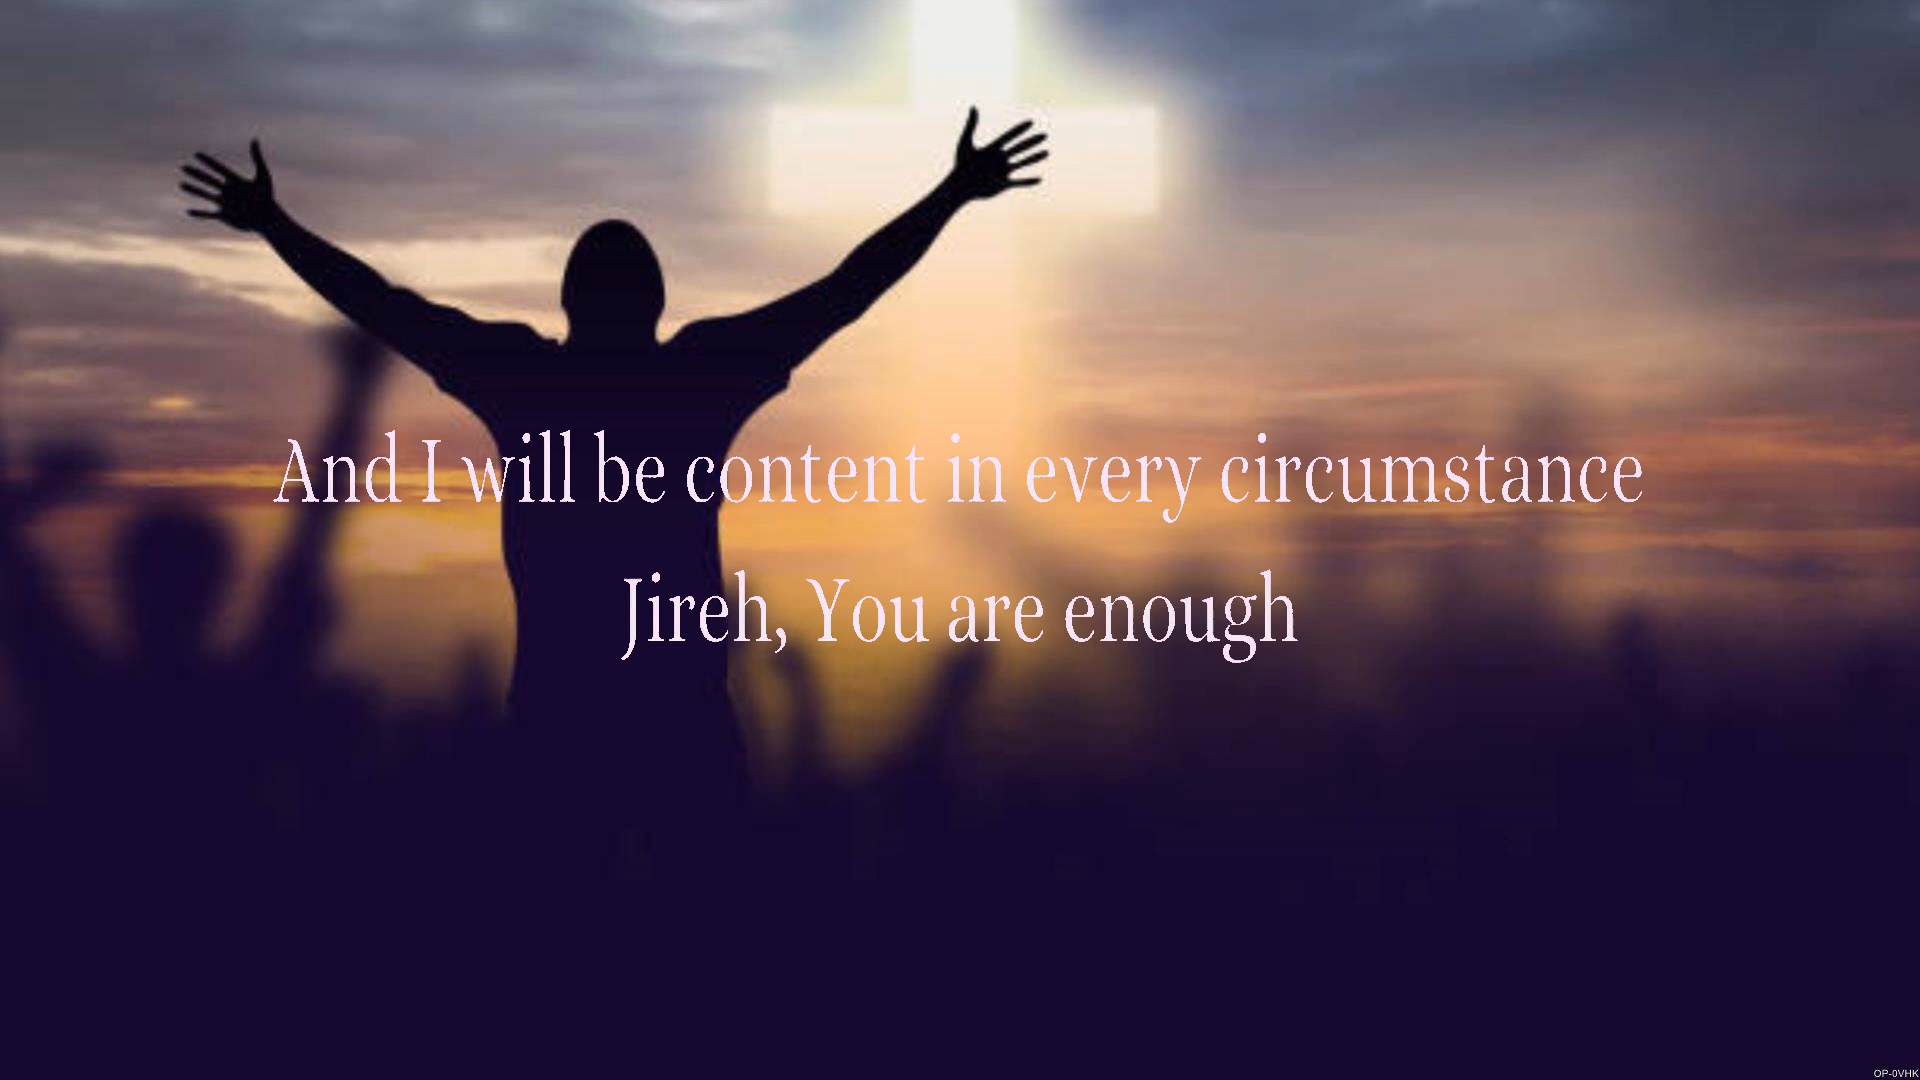 And I will be content in every circumstance
Jireh, You are enough
OP-0VHK